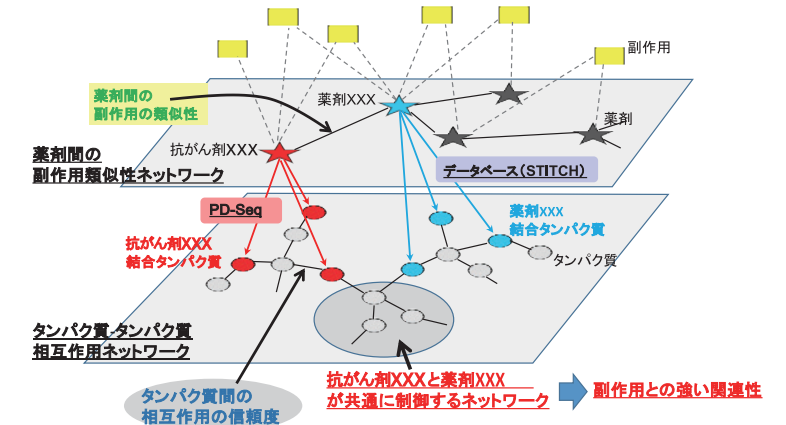 副作用
薬剤間の
副作用の類似性
薬剤XXX
薬剤
抗がん剤XXX
薬剤間の
副作用類似性ネットワーク
データベース(STITCH)
PD-Seq
薬剤XXX
結合タンパク質
抗がん剤XXX
結合タンパク質
タンパク質
タンパク質-タンパク質
相互作用ネットワーク
タンパク質間の
相互作用の信頼度
抗がん剤XXXと薬剤XXX
が共通に制御するネットワーク
副作用との強い関連性